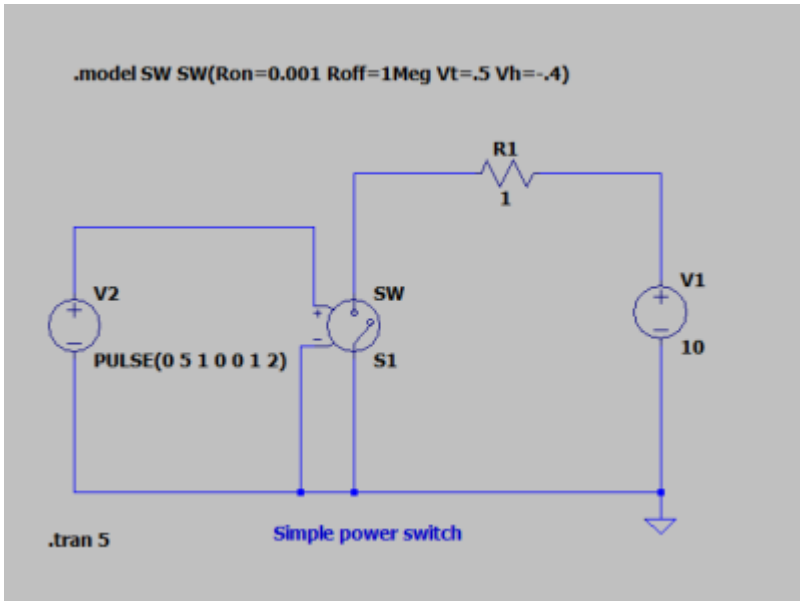 .model SW SW(Ron=0.001 Roff=1Meg Vt=.5 Vh=-.4)
R1
1
V2
SW
V1
+
+
+
−
−
−
PULSE(0 5 1 0 0 1 2)
S1
10
.tran 5
Simple power switch